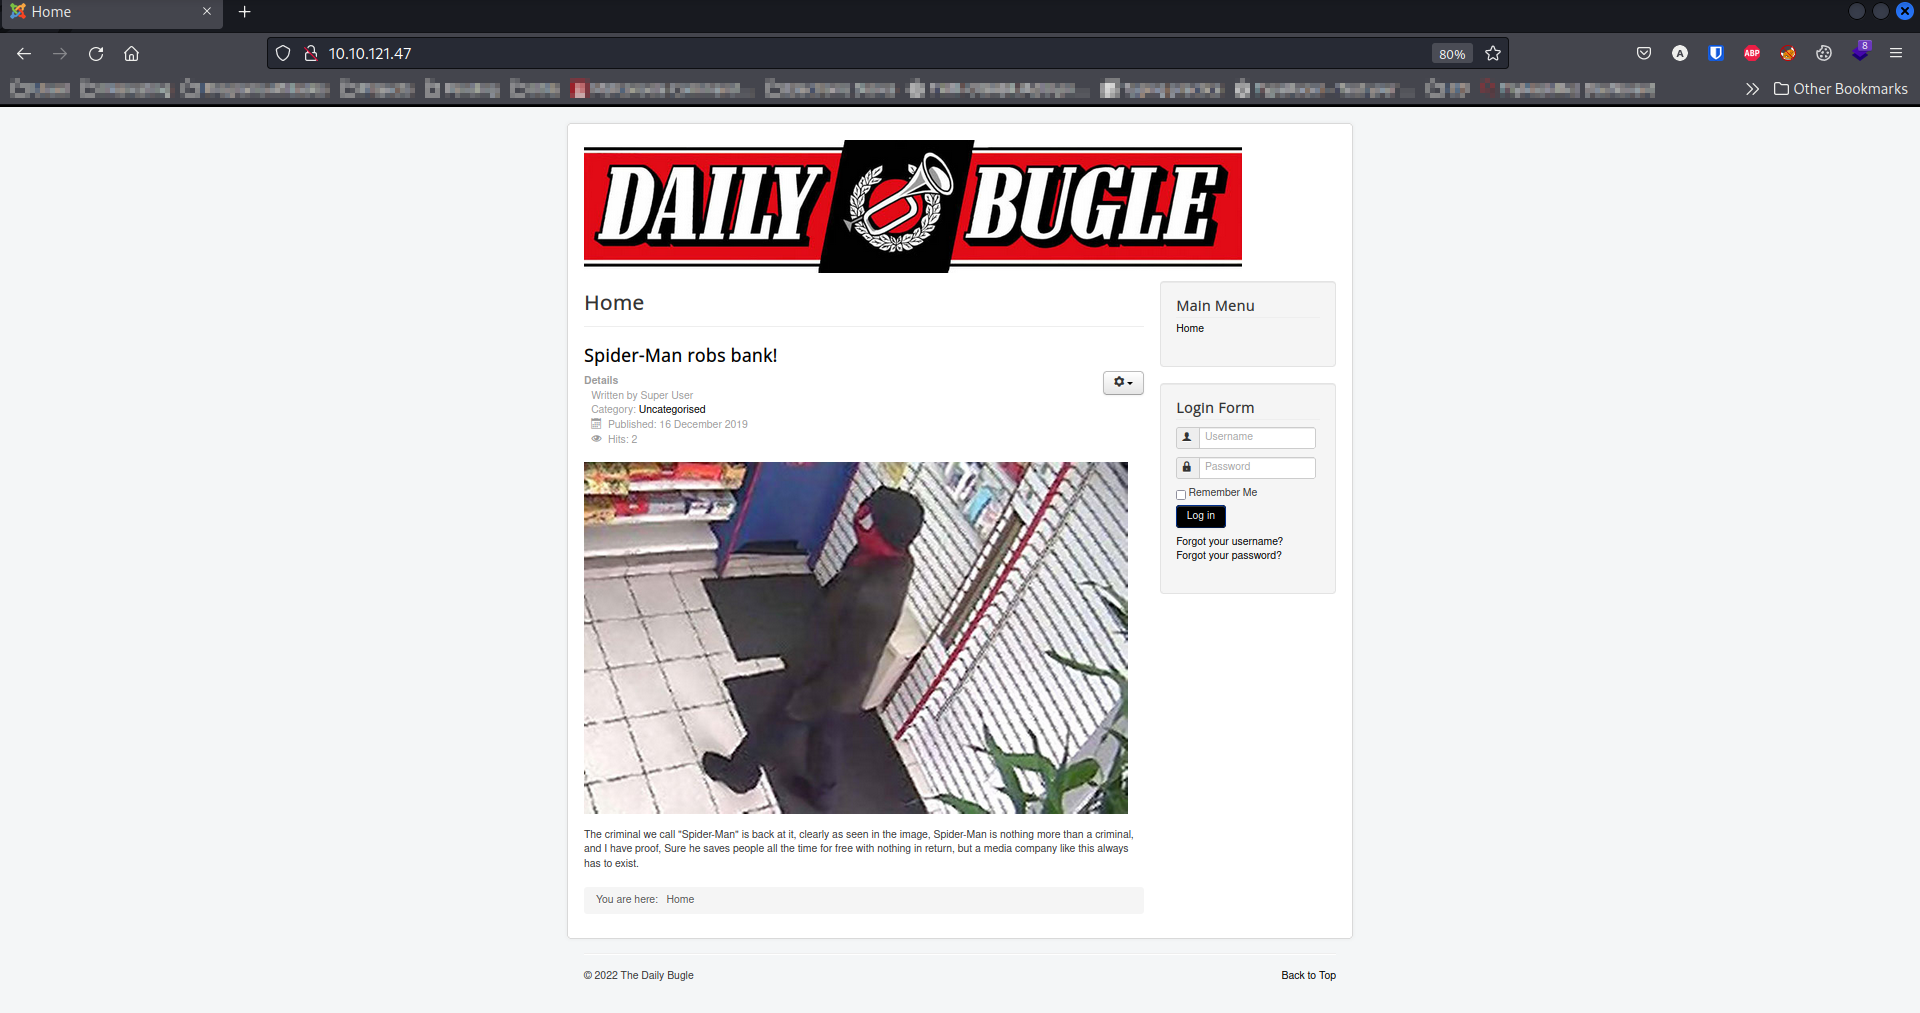 Home
10.10.121.47
80%
A
ABP
8
Other Bookmarks
DAILY BUGLE
Home
Spider-Man robs bank!
Details
Written by Super User
Category: Uncategorised
Published: 16 December 2019
Hits: 2
The criminal we call "Spider-Man" is back at it, clearly as seen in the image, Spider-Man is nothing more than a criminal,
and I have proof, Sure he saves people all the time for free with nothing in return, but a media company like this always
has to exist.
You are here: Home
Main Menu
Home
Login Form
Username
Password
Remember Me
Log in
Forgot your username?
Forgot your password?
© 2022 The Daily Bugle
Back to Top